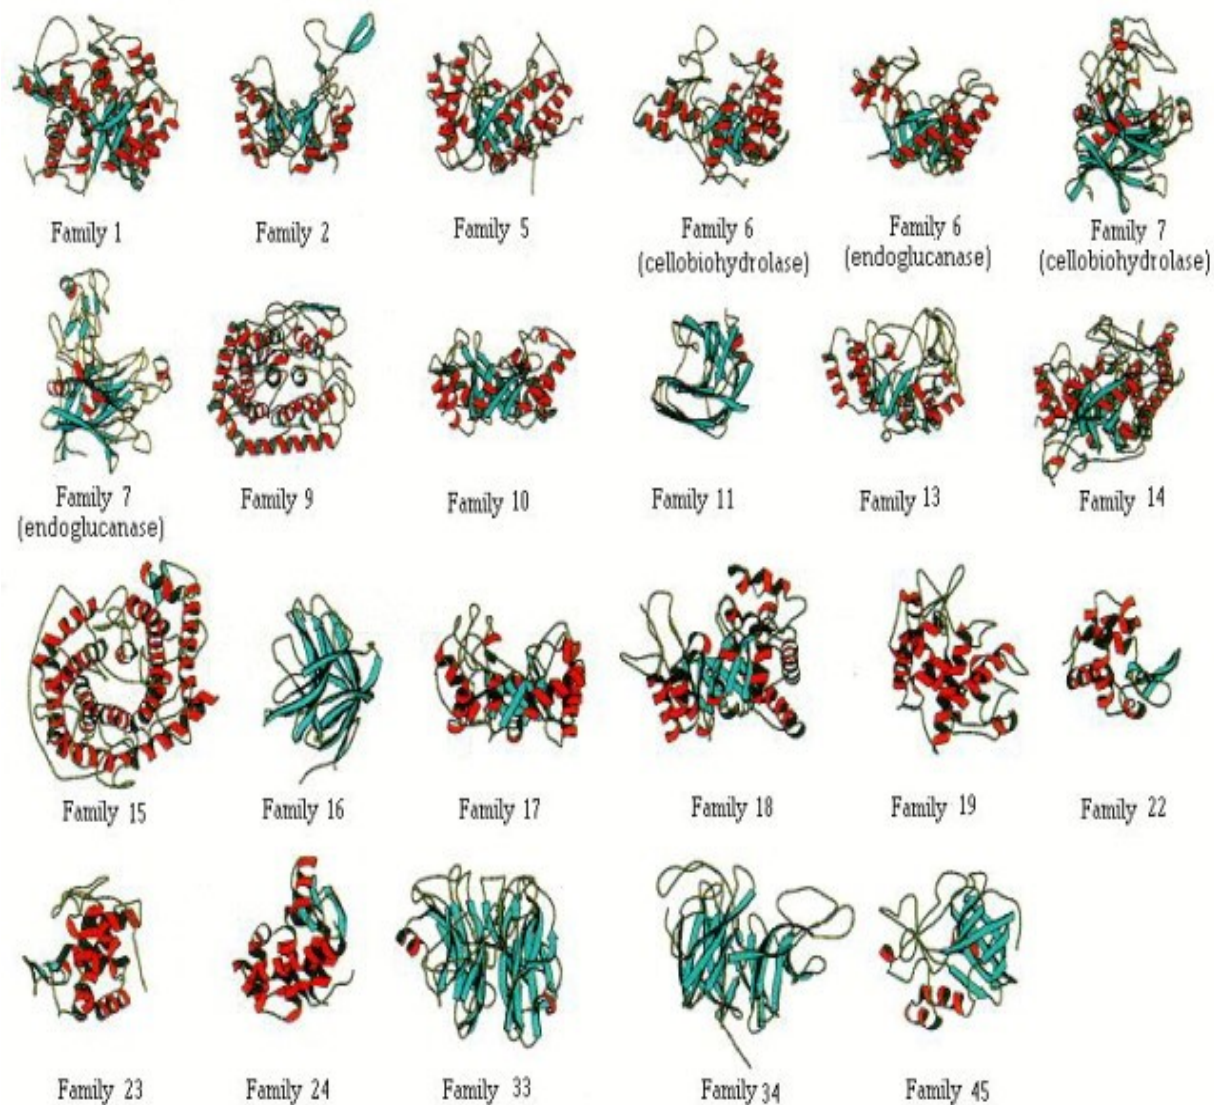 Family 1
Family 2
Family 5
Family 6
(cellobiohydrolase)
Family 6
(endoglucanase)
Family 7
(cellobiohydrolase)
Family 7
(endoglucanase)
Family 9
Family 10
Family 11
Family 13
Family 14
Family 15
Family 16
Family 17
Family 18
Family 19
Family 22
Family 23
Family 24
Family 33
Family 34
Family 45